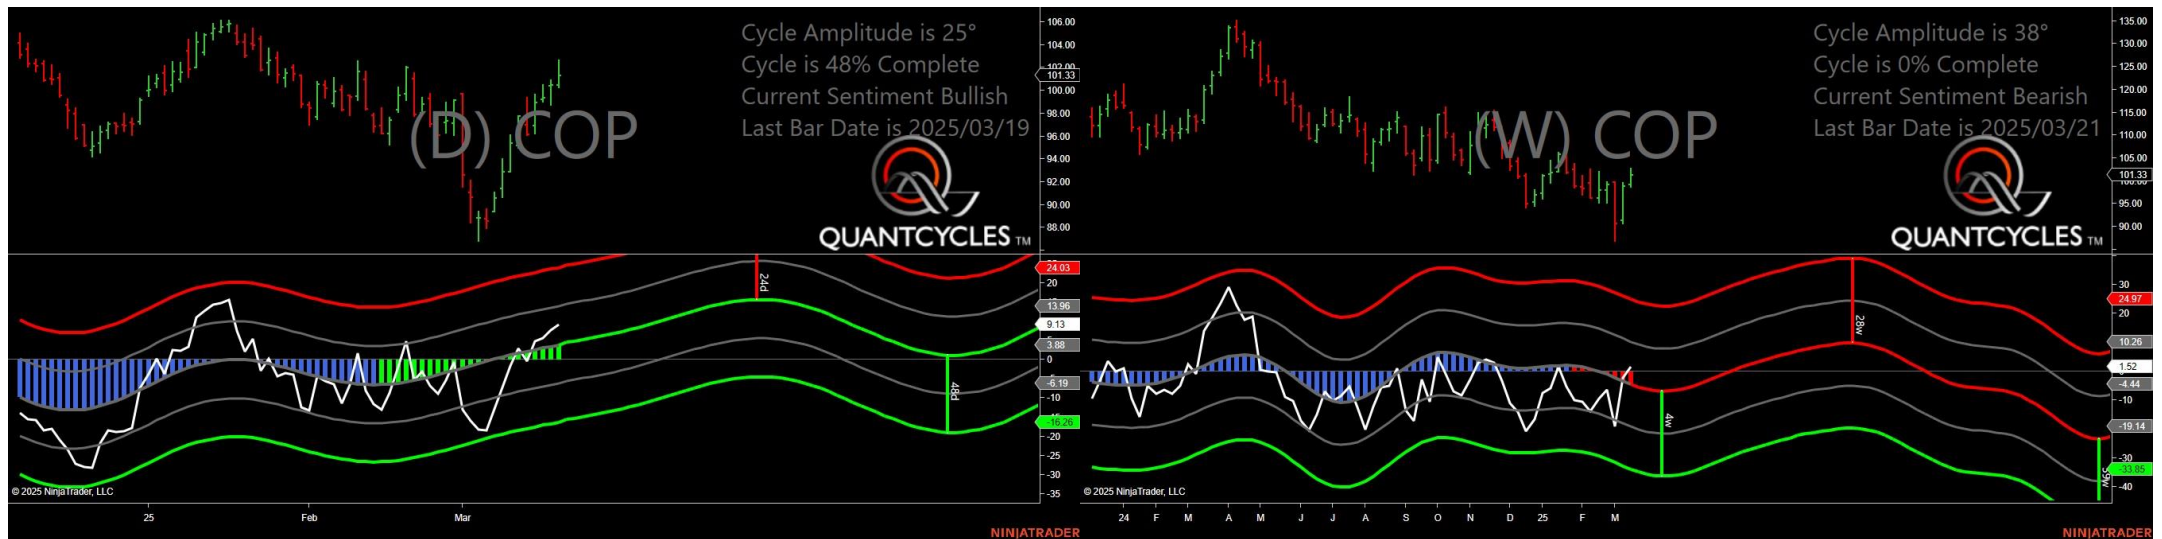 Cycle Amplitude is 25°
Cycle is 48% Complete
Current Sentiment Bullish
Last Bar Date is 2025/03/19
(D) COP
QUANTCYCLES TM
106.00
104.00
101.33
100.00
98.00
96.00
94.00
92.00
90.00
88.00
24d
48d
24.03
20
13.96
9.13
3.88
0
-6.19
-10
-16.26
-20
-25
-30
-35
© 2025 NinjaTrader, LLC
25 Feb Mar
NINJATRADER
Cycle Amplitude is 38°
Cycle is 0% Complete
Current Sentiment Bearish
Last Bar Date is 2025/03/21
(W) COP
QUANTCYCLES TM
135.00
130.00
125.00
120.00
115.00
110.00
105.00
101.33
95.00
90.00
28w
4w
30
24.97
20
10.26
1.52
-4.44
-10
-19.14
-30
-33.85
-40
© 2025 NinjaTrader, LLC
24 F M A M J J A S O N D 25 F M
NINJATRADER